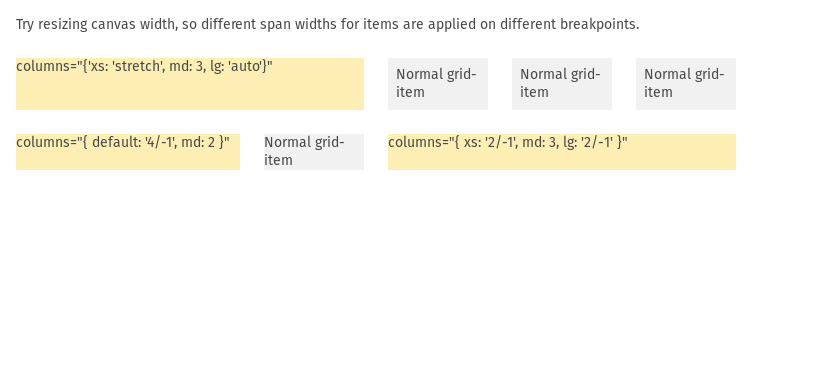 Try resizing canvas width, so different span widths for items are applied on different breakpoints.
columns="{'xs: 'stretch', md: 3, lg: 'auto'}"
Normal grid-
item
Normal grid-
item
Normal grid-
item
columns="{ default: '4/-1', md: 2 }"
Normal grid-
item
columns="{ xs: '2/-1', md: 3, lg: '2/-1' }"